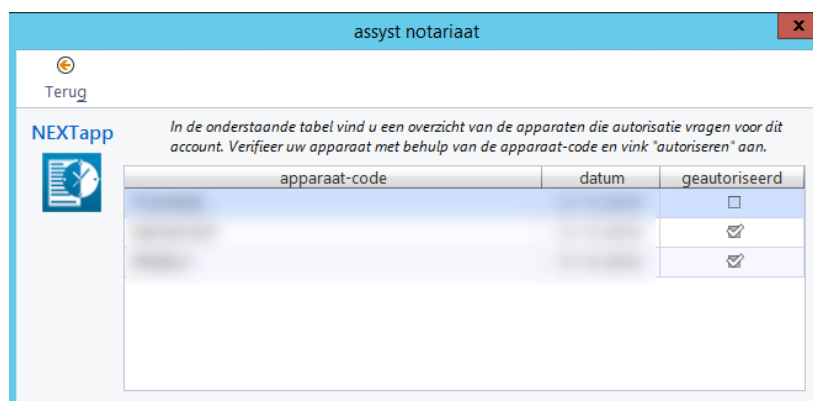 assyst notariaat
x
Terug
NEXTapp
In de onderstaande tabel vind u een overzicht van de apparaten die autorisatie vragen voor dit
account. Verifieer uw apparaat met behulp van de apparaat-code en vink "autoriseren" aan.
apparaat-code datum geautoriseerd